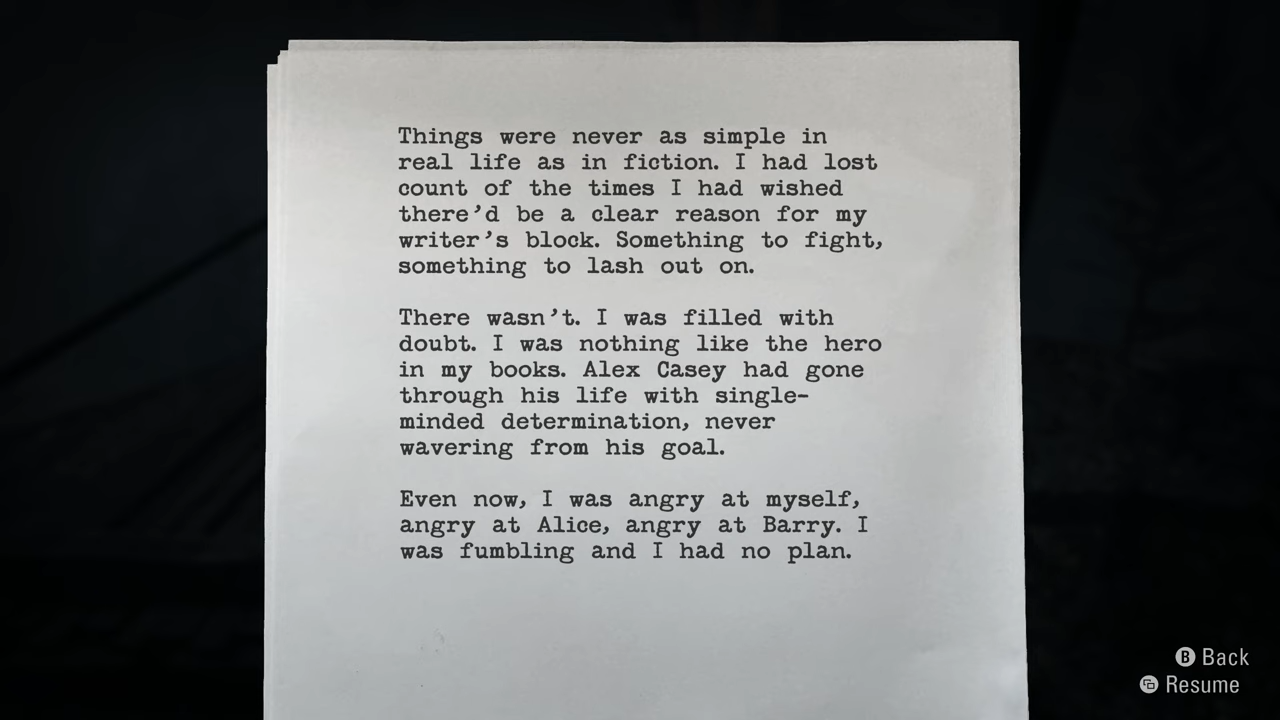 Things were never as simple in
real life as in fiction. I had lost
count of the times I had wished
there’d be a clear reason for my
writer’s block. Something to fight,
something to lash out on.
There wasn’t. I was filled with
doubt. I was nothing like the hero
in my books. Alex Casey had gone
through his life with single-
minded determination, never
wavering from his goal.
Even now, I was angry at myself,
angry at Alice, angry at Barry. I
was fumbling and I had no plan.
B Back
Resume